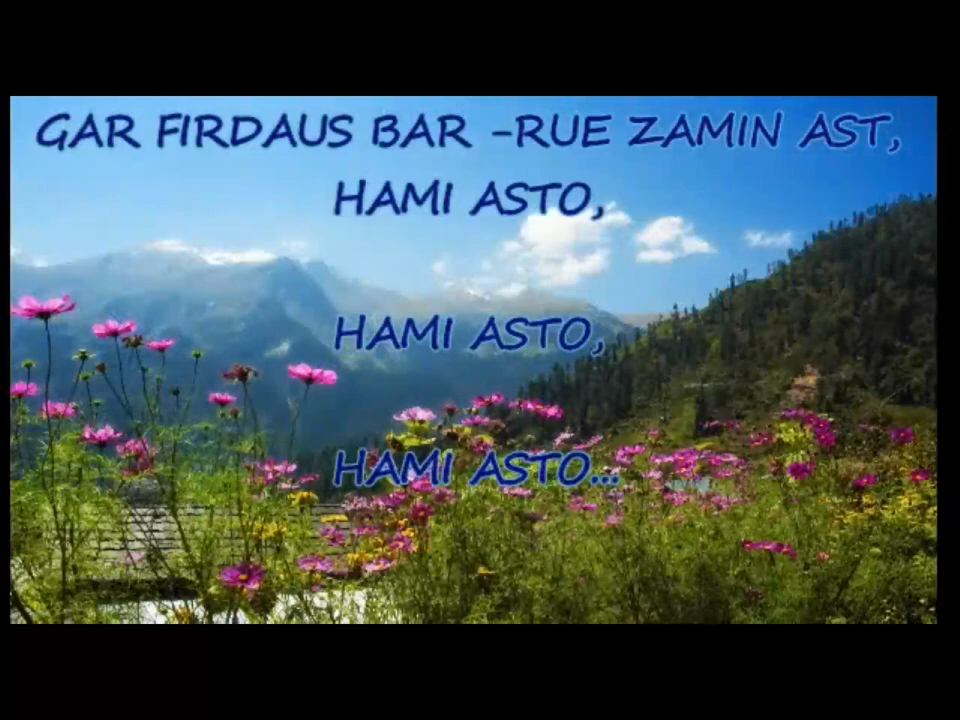 GAR FIRDAUS BAR -RUE ZAMIN AST,
HAMI ASTO,
HAMI ASTO,
HAMI ASTO...